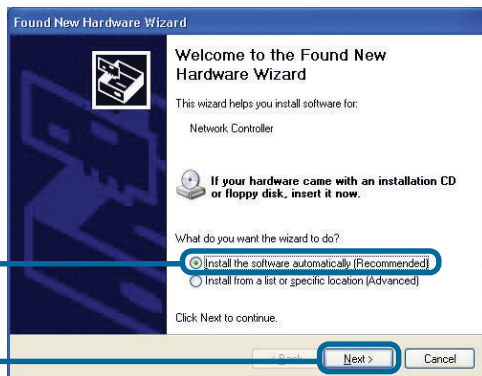 Found New Hardware Wizard
Welcome to the Found New
Hardware Wizard
This wizard helps you install software for:
Network Controller
If your hardware came with an installation CD
or floppy disk, insert it now.
What do you want the wizard to do?
Install the software automatically (Recommended)
Install from a list or specific location (Advanced)
Click Next to continue.
< Back
Next >
Cancel